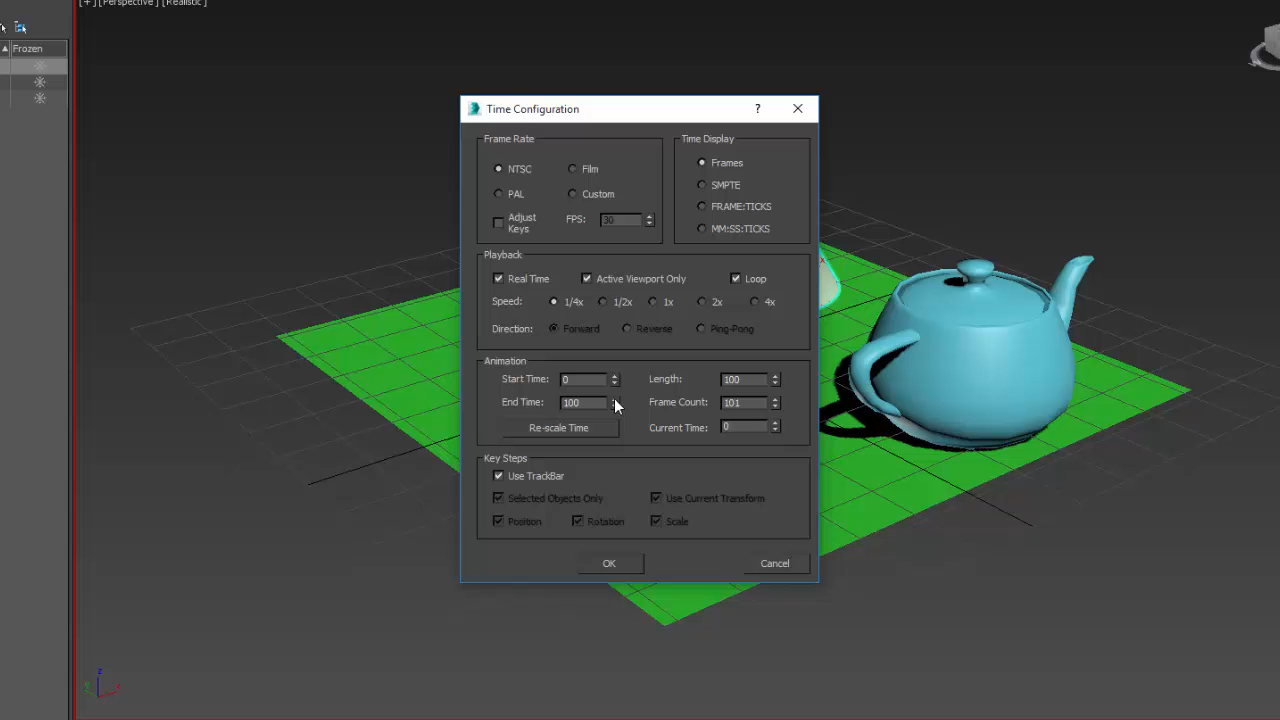 [+] [Perspective] [Realistic]
Frozen
Time Configuration ?
Frame Rate
NTSC Film
PAL Custom
Adjust Keys FPS: 30
Time Display
Frames
SMPTE
FRAME:TICKS
MM:SS:TICKS
Playback
Real Time Active Viewport Only Loop
Speed: 1/4x 1/2x 1x 2x 4x
Direction: Forward Reverse Ping-Pong
Animation
Start Time: 0 Length: 100
End Time: 100 Frame Count: 101
Re-scale Time Current Time: 0
Key Steps
Use TrackBar
Selected Objects Only Use Current Transform
Position Rotation Scale
OK Cancel
x
z